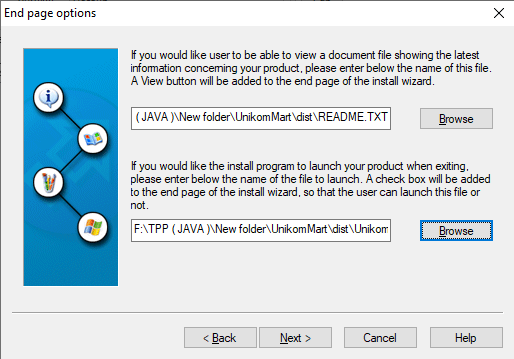 End page options
If you would like user to be able to view a document file showing the latest
information concerning your product, please enter below the name of this file.
A View button will be added to the end page of the install wizard.
( JAVA )\New folder\UnikomMart\dist\README.TXT
Browse
If you would like the install program to launch your product when exiting,
please enter below the name of the file to launch. A check box will be added
to the end page of the install wizard, so that the user can launch this file or
not.
F:\TPP ( JAVA )\New folder\UnikomMart\dist\Unikom
Browse
< Back
Next >
Cancel
Help